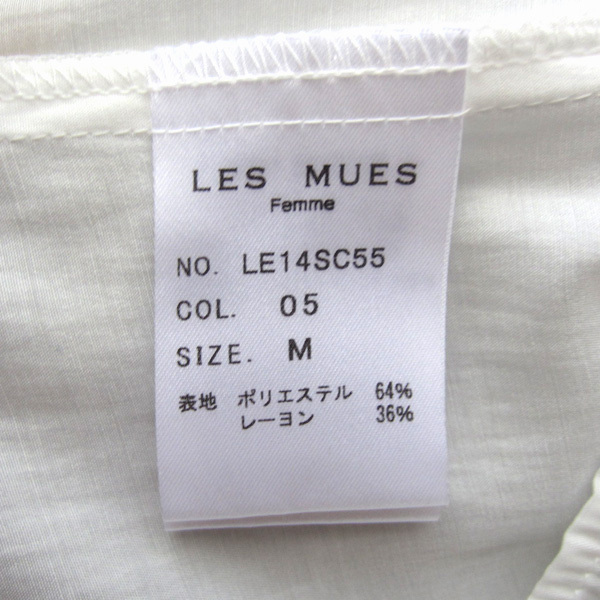 LES MUES
Femme
NO. LE14SC55
COL. 05
SIZE. M
表地 ポリエステル 64%
レーヨン 36%